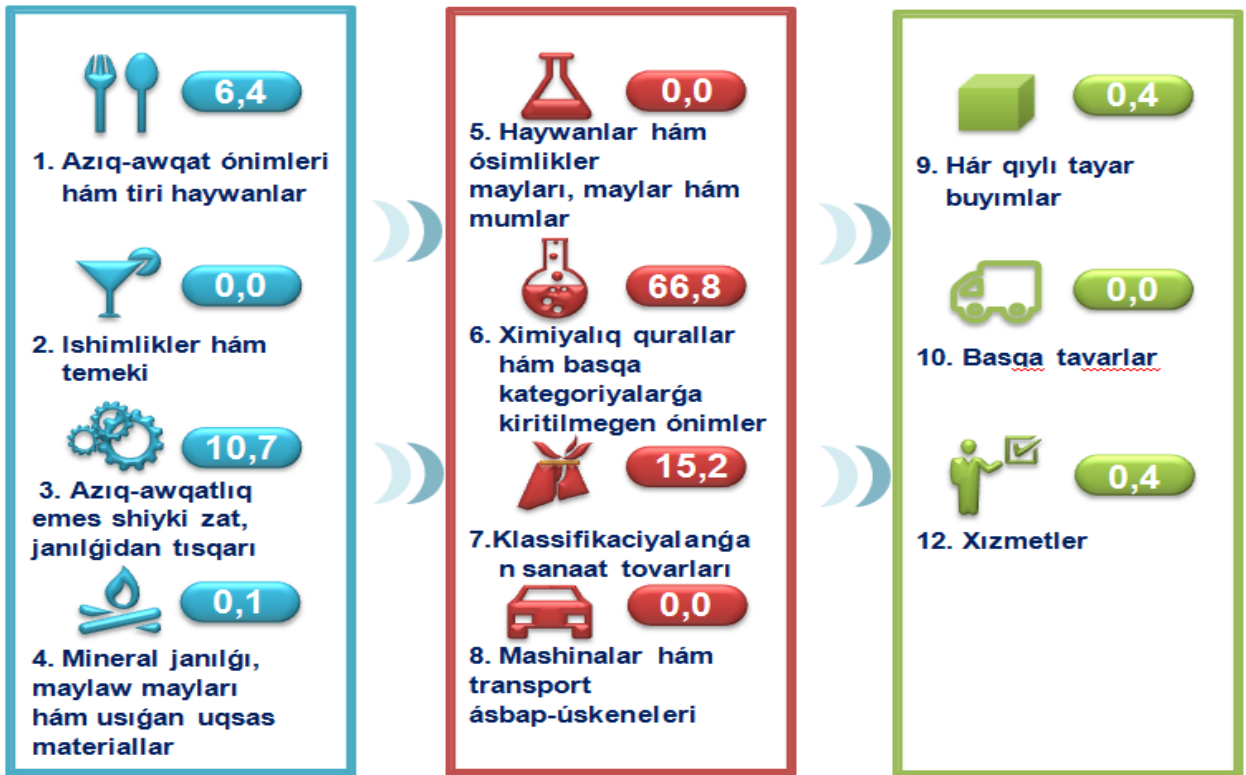 6,4
1. Azıq-awqat ónimleri
hám tiri haywanlar
0,0
2. Ishimlikler hám
temeki
10,7
3. Azıq-awqatlıq
emes shiyki zat,
janılǵidan tısqarı
0,1
4. Mineral janılǵı,
maylaw mayları
hám usıǵan uqsas
materiallar
0,0
5. Haywanlar hám
ósimlikler
mayları, maylar hám
mumlar
66,8
6. Ximiyalıq qurallar
hám basqa
kategoriyalarǵa
kiritilmegen ónimler
15,2
7.Klassifikaciyalanǵa
n sanaat tovarları
0,0
8. Mashinalar hám
transport
ásbap-úskeneleri
0,4
9. Hár qıylı tayar
buyımlar
0,0
10. Basqa tavarlar
0,4
12. Xızmetler